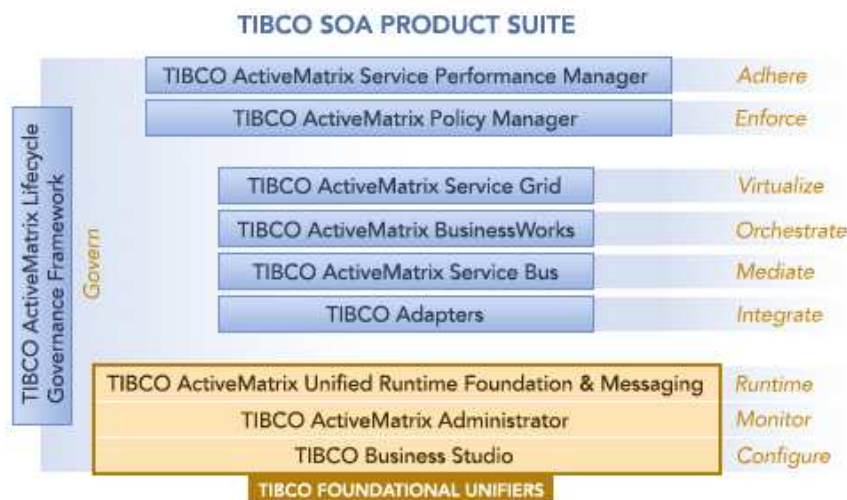 TIBCO SOA PRODUCT SUITE
TIBCO ActiveMatrix Lifecycle
Governance Framework
Govern
TIBCO ActiveMatrix Service Performance Manager
Adhere
TIBCO ActiveMatrix Policy Manager
Enforce
TIBCO ActiveMatrix Service Grid
Virtualize
TIBCO ActiveMatrix BusinessWorks
Orchestrate
TIBCO ActiveMatrix Service Bus
Mediate
TIBCO Adapters
Integrate
TIBCO ActiveMatrix Unified Runtime Foundation & Messaging
Runtime
TIBCO ActiveMatrix Administrator
Monitor
TIBCO Business Studio
Configure
TIBCO FOUNDATIONAL UNIFIERS